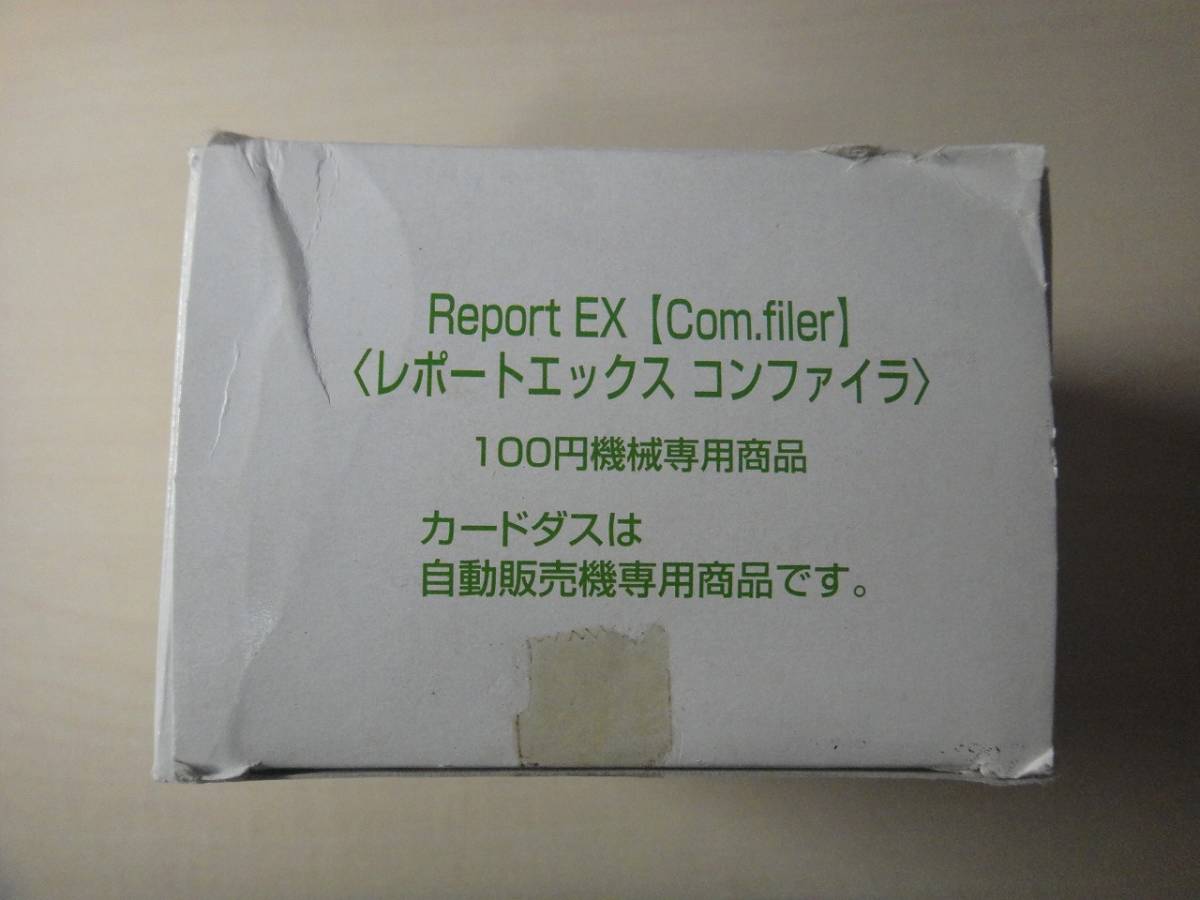 Report EX【Com.filer】
〈レポートエックス コンファイラ〉
100円機械専用商品
カードダスは
自動販売機専用商品です。